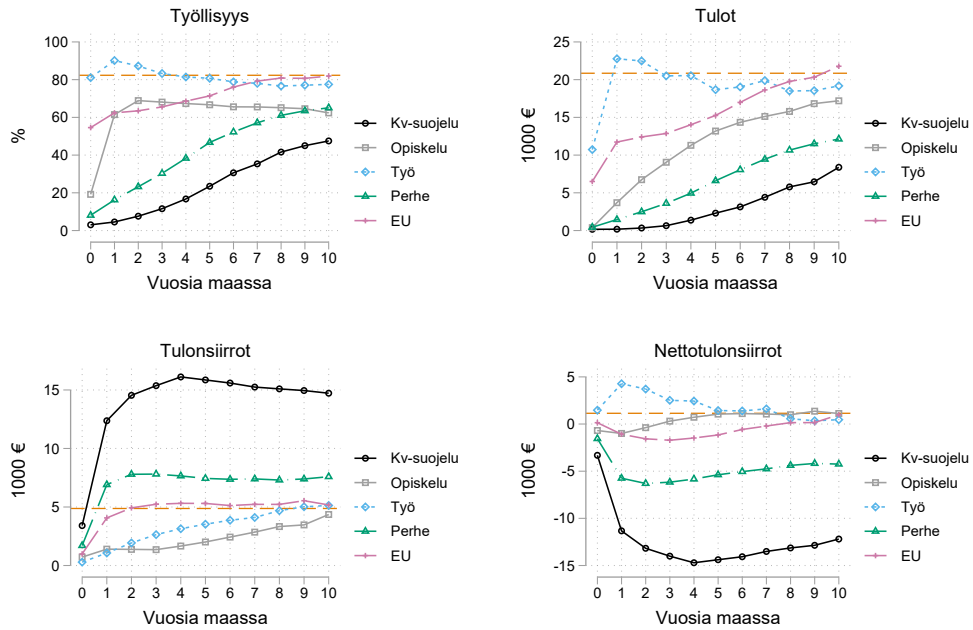 Työllisyys
%
100
80
60
40
20
0
0 1 2 3 4 5 6 7 8 9 10
Vuosia maassa
Kv-suojelu
Opiskelu
Työ
Perhe
EU
Tulot
1000 €
25
20
15
10
5
0
0 1 2 3 4 5 6 7 8 9 10
Vuosia maassa
Kv-suojelu
Opiskelu
Työ
Perhe
EU
Tulonsiirrot
1000 €
15
10
5
0
0 1 2 3 4 5 6 7 8 9 10
Vuosia maassa
Kv-suojelu
Opiskelu
Työ
Perhe
EU
Nettotulonsiirrot
1000 €
5
0
-5
-10
-15
0 1 2 3 4 5 6 7 8 9 10
Vuosia maassa
Kv-suojelu
Opiskelu
Työ
Perhe
EU